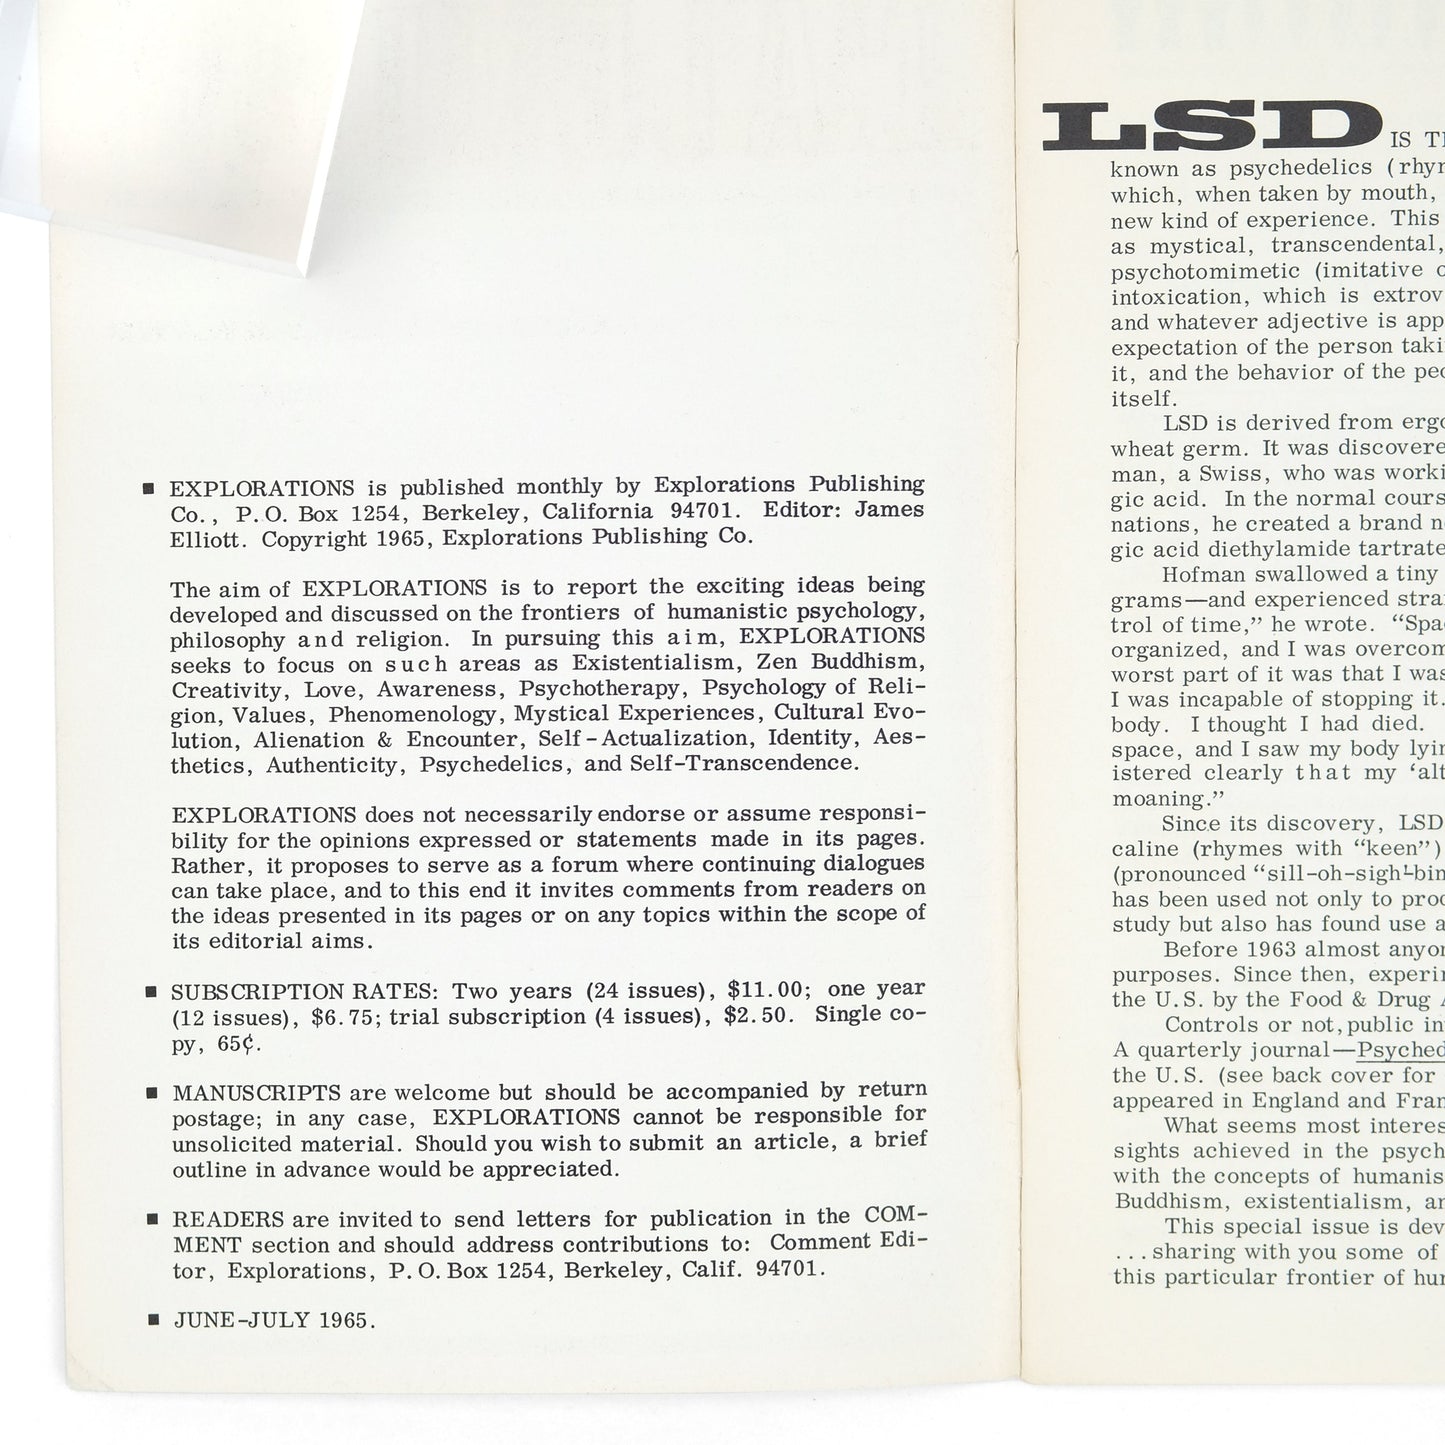 ■ EXPLORATIONS is published monthly by Explorations Publishing
Co., P.O. Box 1254, Berkeley, California 94701. Editor: James
Elliott. Copyright 1965, Explorations Publishing Co.
The aim of EXPLORATIONS is to report the exciting ideas being
developed and discussed on the frontiers of humanistic psychology,
philosophy and religion. In pursuing this aim, EXPLORATIONS
seeks to focus on such areas as Existentialism, Zen Buddhism,
Creativity, Love, Awareness, Psychotherapy, Psychology of Reli-
gion, Values, Phenomenology, Mystical Experiences, Cultural Evo-
lution, Alienation & Encounter, Self-Actualization, Identity, Aes-
thetics, Authenticity, Psychedelics, and Self-Transcendence.
EXPLORATIONS does not necessarily endorse or assume responsi-
bility for the opinions expressed or statements made in its pages.
Rather, it proposes to serve as a forum where continuing dialogues
can take place, and to this end it invites comments from readers on
the ideas presented in its pages or on any topics within the scope of
its editorial aims.
■ SUBSCRIPTION RATES: Two years (24 issues), $11.00; one year
(12 issues), $6.75; trial subscription (4 issues), $2.50. Single co-
py, 65¢.
■ MANUSCRIPTS are welcome but should be accompanied by return
postage; in any case, EXPLORATIONS cannot be responsible for
unsolicited material. Should you wish to submit an article, a brief
outline in advance would be appreciated.
■ READERS are invited to send letters for publication in the COM-
MENT section and should address contributions to: Comment Edi-
tor, Explorations, P.O. Box 1254, Berkeley, Calif. 94701.
■ JUNE-JULY 1965.
LSD IS
known as psychedelics
which, when taken by mouth,
new kind of experience. This
as mystical, transcendental,
psychotomimetic (imitative
intoxication, which is
and whatever adjective is
expectation of the person
it, and the behavior of the
itself.
LSD is derived from
wheat germ. It was
man, a Swiss, who was
gic acid. In the normal
nations, he created a brand
gic acid diethylamide tartrate
Hofman swallowed a tiny
grams—and experienced
trol of time,” he wrote.
organized, and I was
worst part of it was that I was
I was incapable of stopping it.
body. I thought I had died.
space, and I saw my body
istered clearly that my
moaning.”
Since its discovery, LSD
caline (rhymes with “keen”)
(pronounced “sill-oh-sigh'-bin
has been used not only to
study but also has found use
Before 1963 almost
purposes. Since then,
the U.S. by the Food & Drug
Controls or not, public
A quarterly journal—Psyched
the U.S. (see back cover for
appeared in England and
What seems most
sights achieved in the
with the concepts of
Buddhism, existentialism,
This special issue is
...sharing with you some of
this particular frontier of